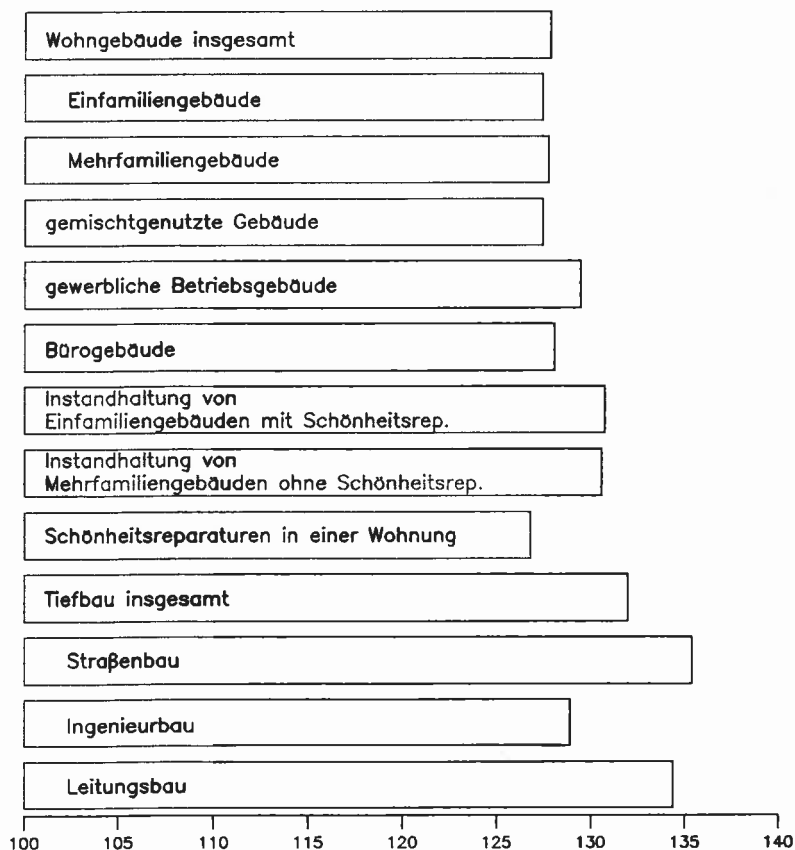 Wohngebäude insgesamt
Einfamiliengebäude
Mehrfamiliengebäude
gemischtgenutzte Gebäude
gewerbliche Betriebsgebäude
Bürogebäude
Instandhaltung von
Einfamiliengebäuden mit Schönheitsrep.
Instandhaltung von
Mehrfamiliengebäuden ohne Schönheitsrep.
Schönheitsreparaturen in einer Wohnung
Tiefbau insgesamt
Straßenbau
Ingenieurbau
Leitungsbau
100 105 110 115 120 125 130 135 140